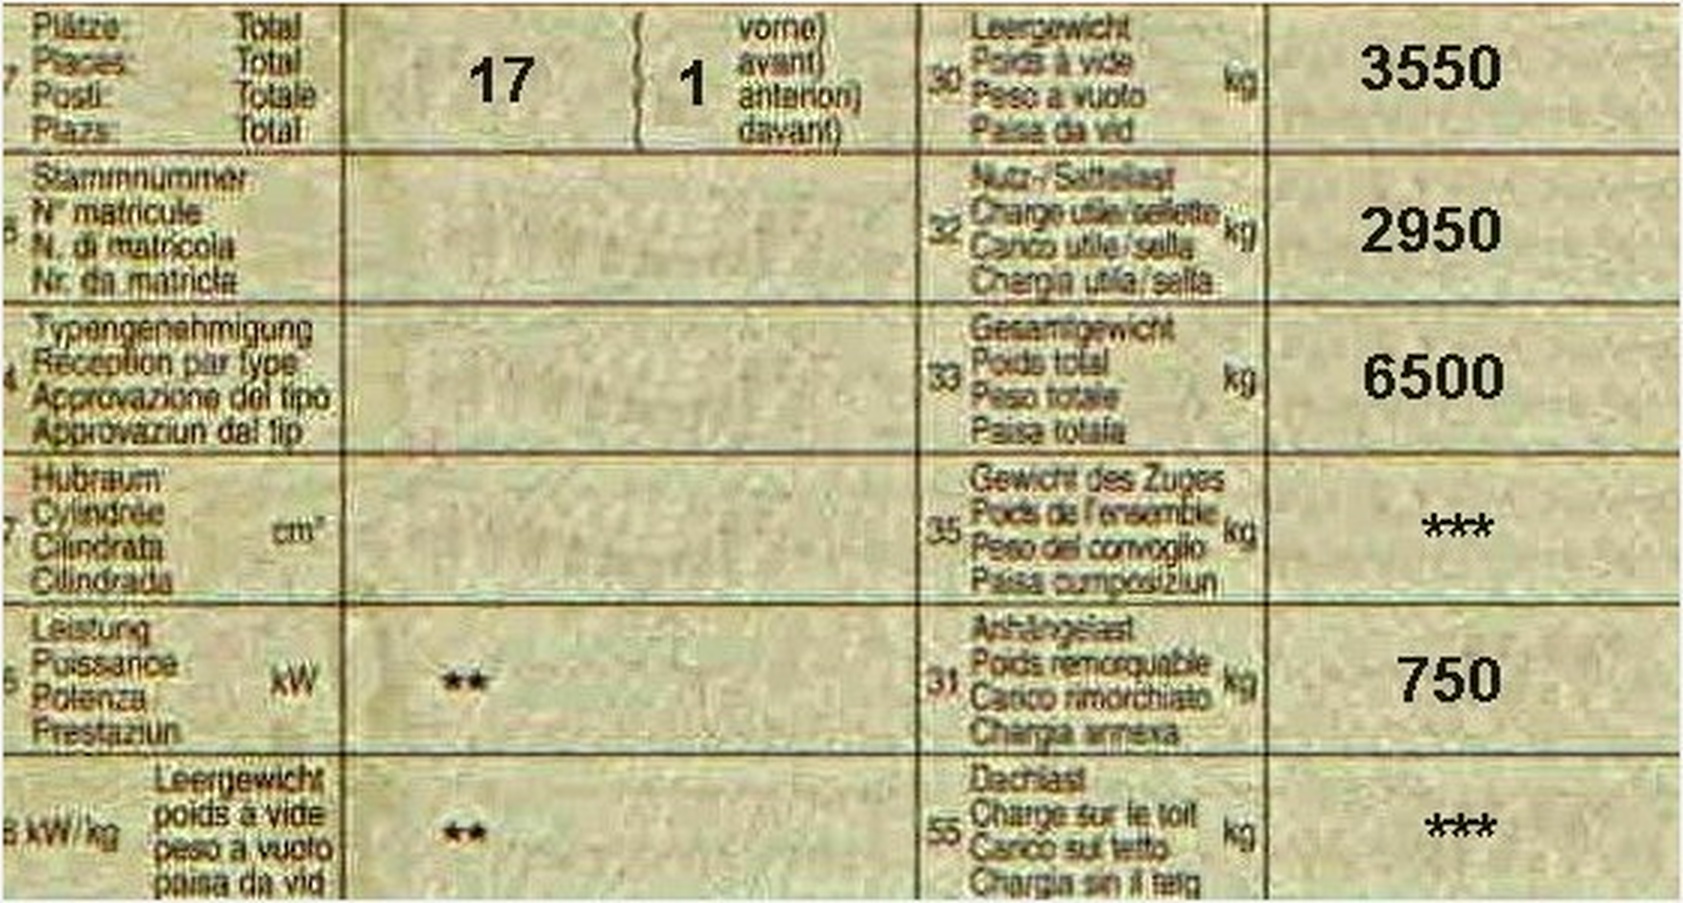 Plätze: Total
Places: Total
Posti: Totale
Plazs: Total
17 ( 1
vorne)
avant)
anteriori)
davant)
30 Leergewicht
Poids à vide
Peso a vuoto
Paisa da vid
kg 3550
Stammnummer
N° matricule
N. di matricola
Nr. da matricla
32 Nutz-/Sattellast
Charge utile/sellette
Carico utile/sella
Chargia utila/sella
kg 2950
Typengenehmigung
Réception par type
Approvazione del tipo
Approvaziun dal tip
33 Gesamtgewicht
Poids total
Peso totale
Paisa totala
kg 6500
Hubraum
Cylindrée
Cilindrata
Cilindrada
cm³
35 Gewicht des Zuges
Poids de l'ensemble
Peso del convoglio
Paisa cumposiziun
kg ***
Leistung
Puissance
Potenza
Prestaziun
kW **
31 Anhängelast
Poids remorquable
Carico rimorchiato
Chargia annexa
kg 750
kW/kg
Leergewicht
poids à vide
peso a vuoto
paisa da vid
**
55 Dachlast
Charge sur le toit
Carico sul tetto
Chargia sin il tetg
kg ***